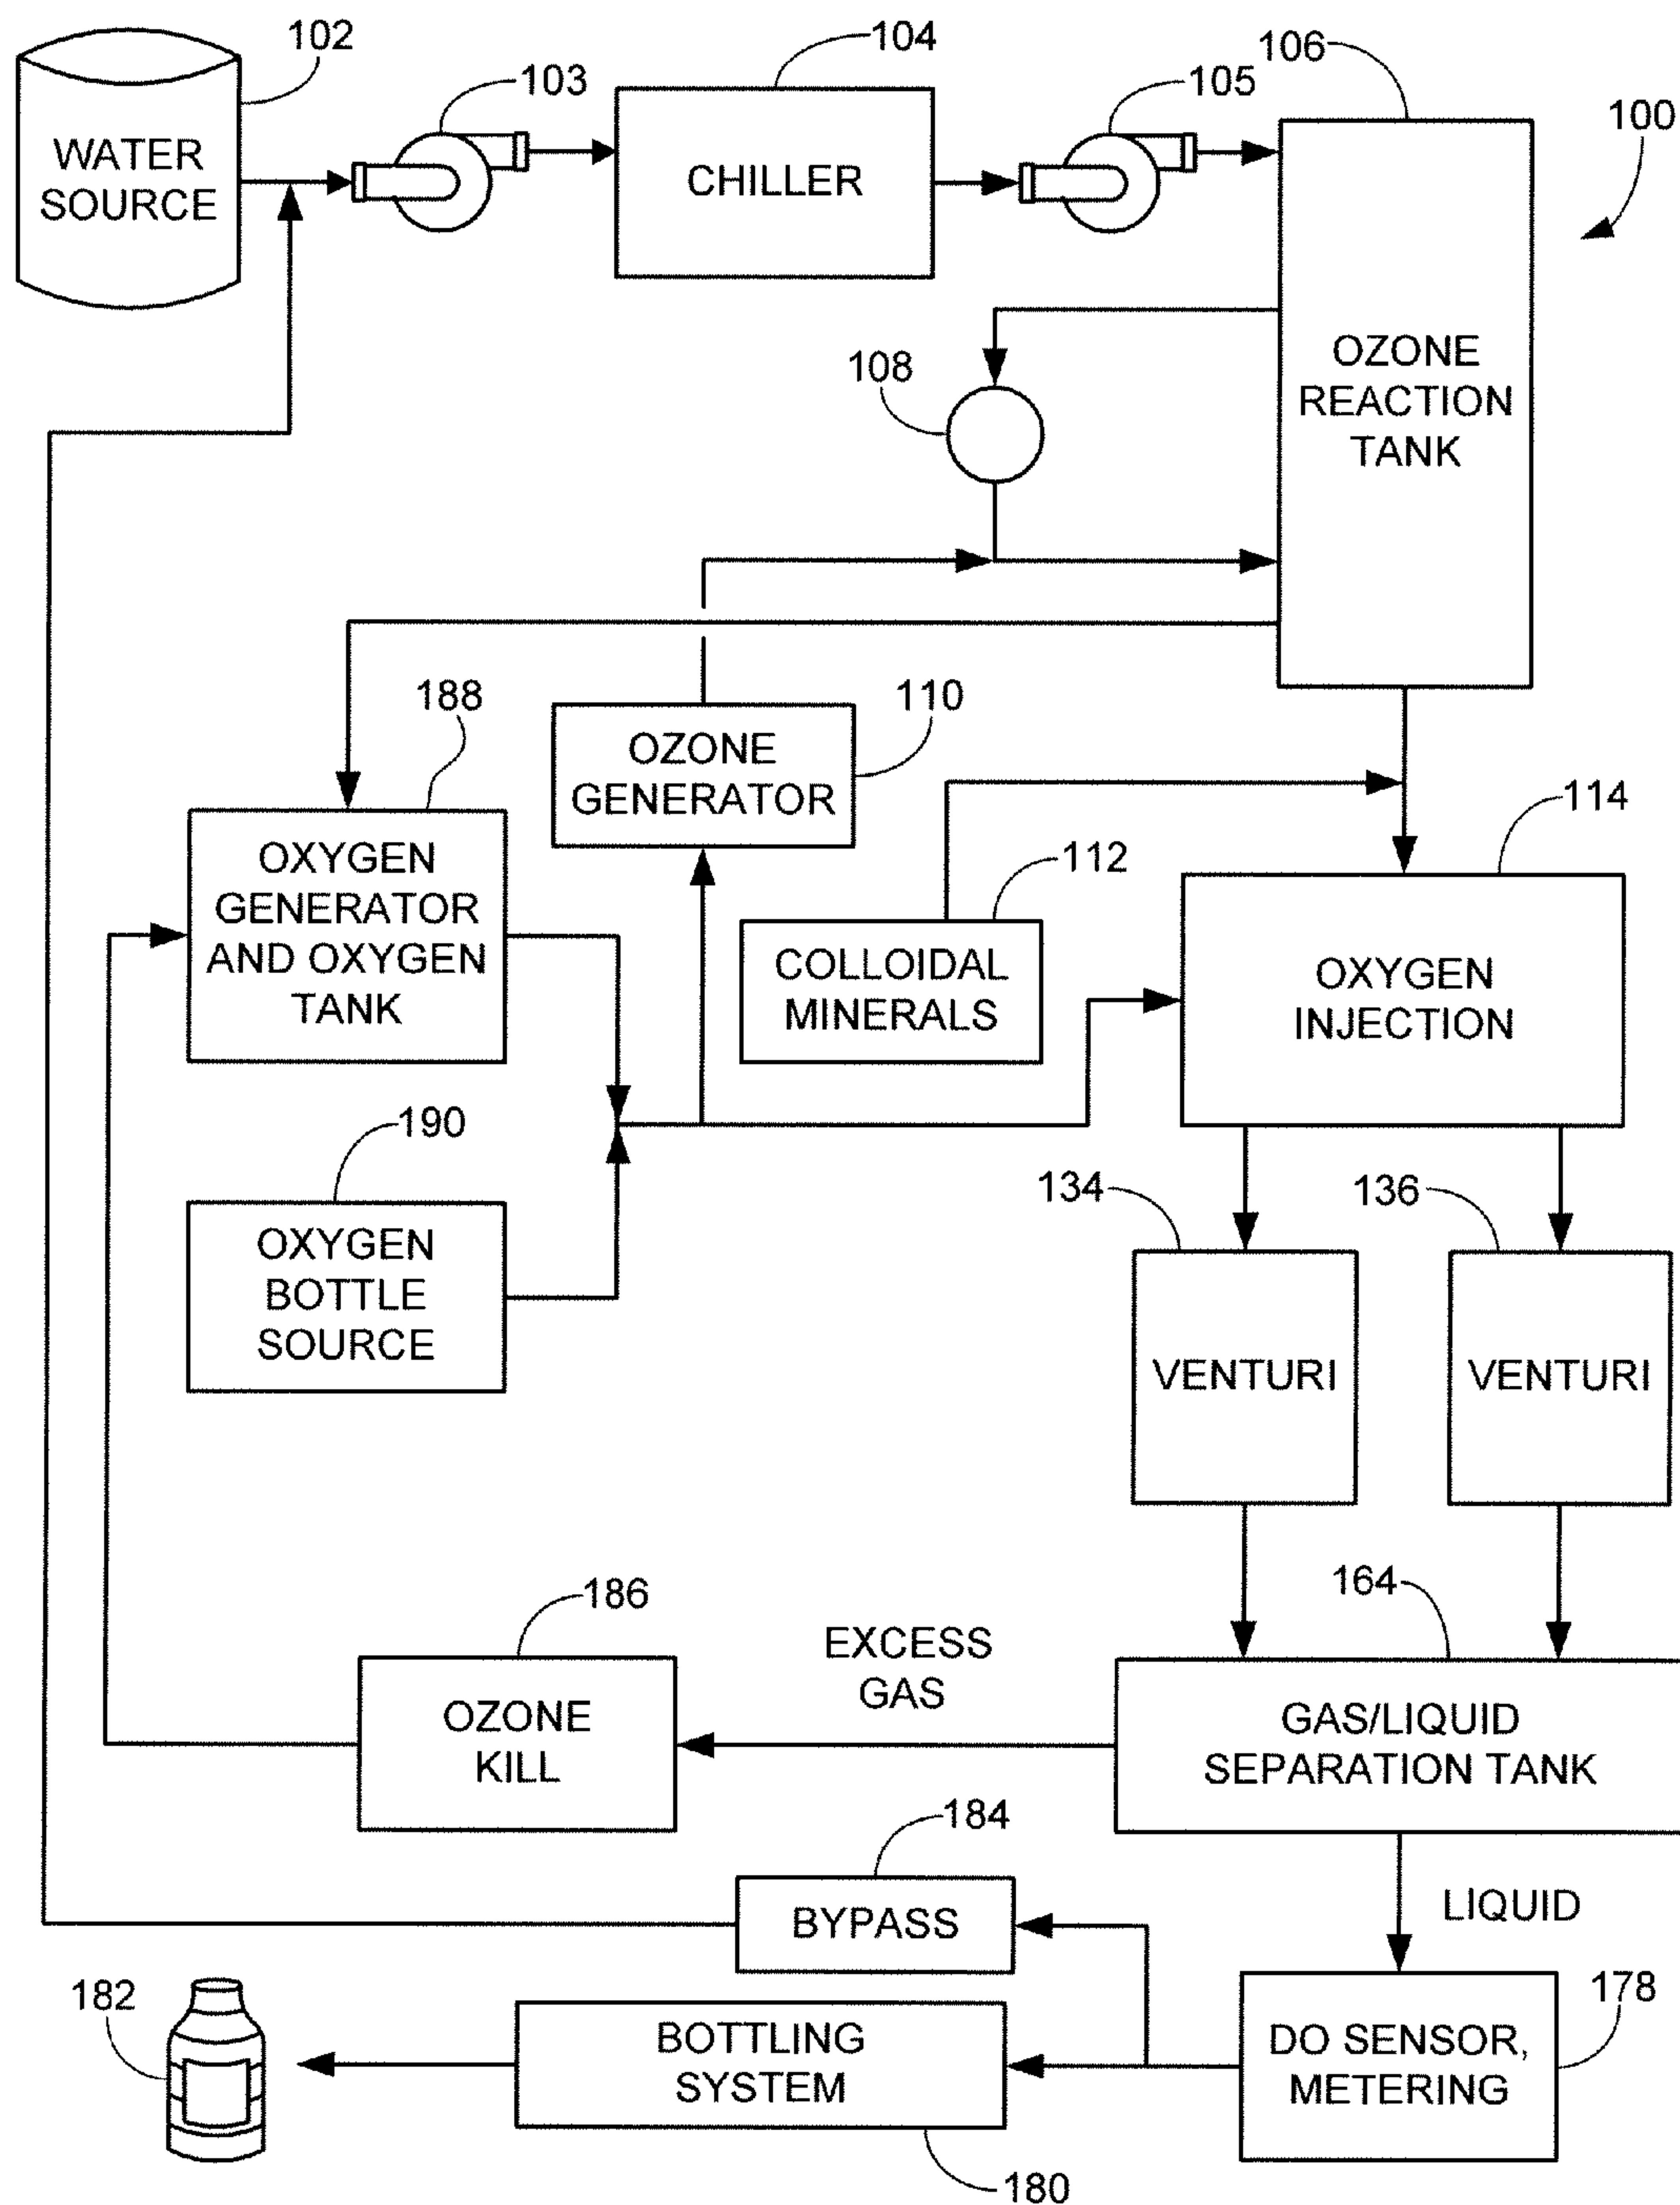 102
103
104
105
106
100
WATER
SOURCE
CHILLER
OZONE
REACTION
TANK
108
188
110
OZONE
GENERATOR
114
112
OXYGEN
GENERATOR
AND OXYGEN
TANK
COLLOIDAL
MINERALS
OXYGEN
INJECTION
190
134
136
OXYGEN
BOTTLE
SOURCE
VENTURI
VENTURI
186
164
EXCESS
GAS
OZONE
KILL
GAS/LIQUID
SEPARATION TANK
184
BYPASS
LIQUID
182
178
BOTTLING
SYSTEM
DO SENSOR,
METERING
180